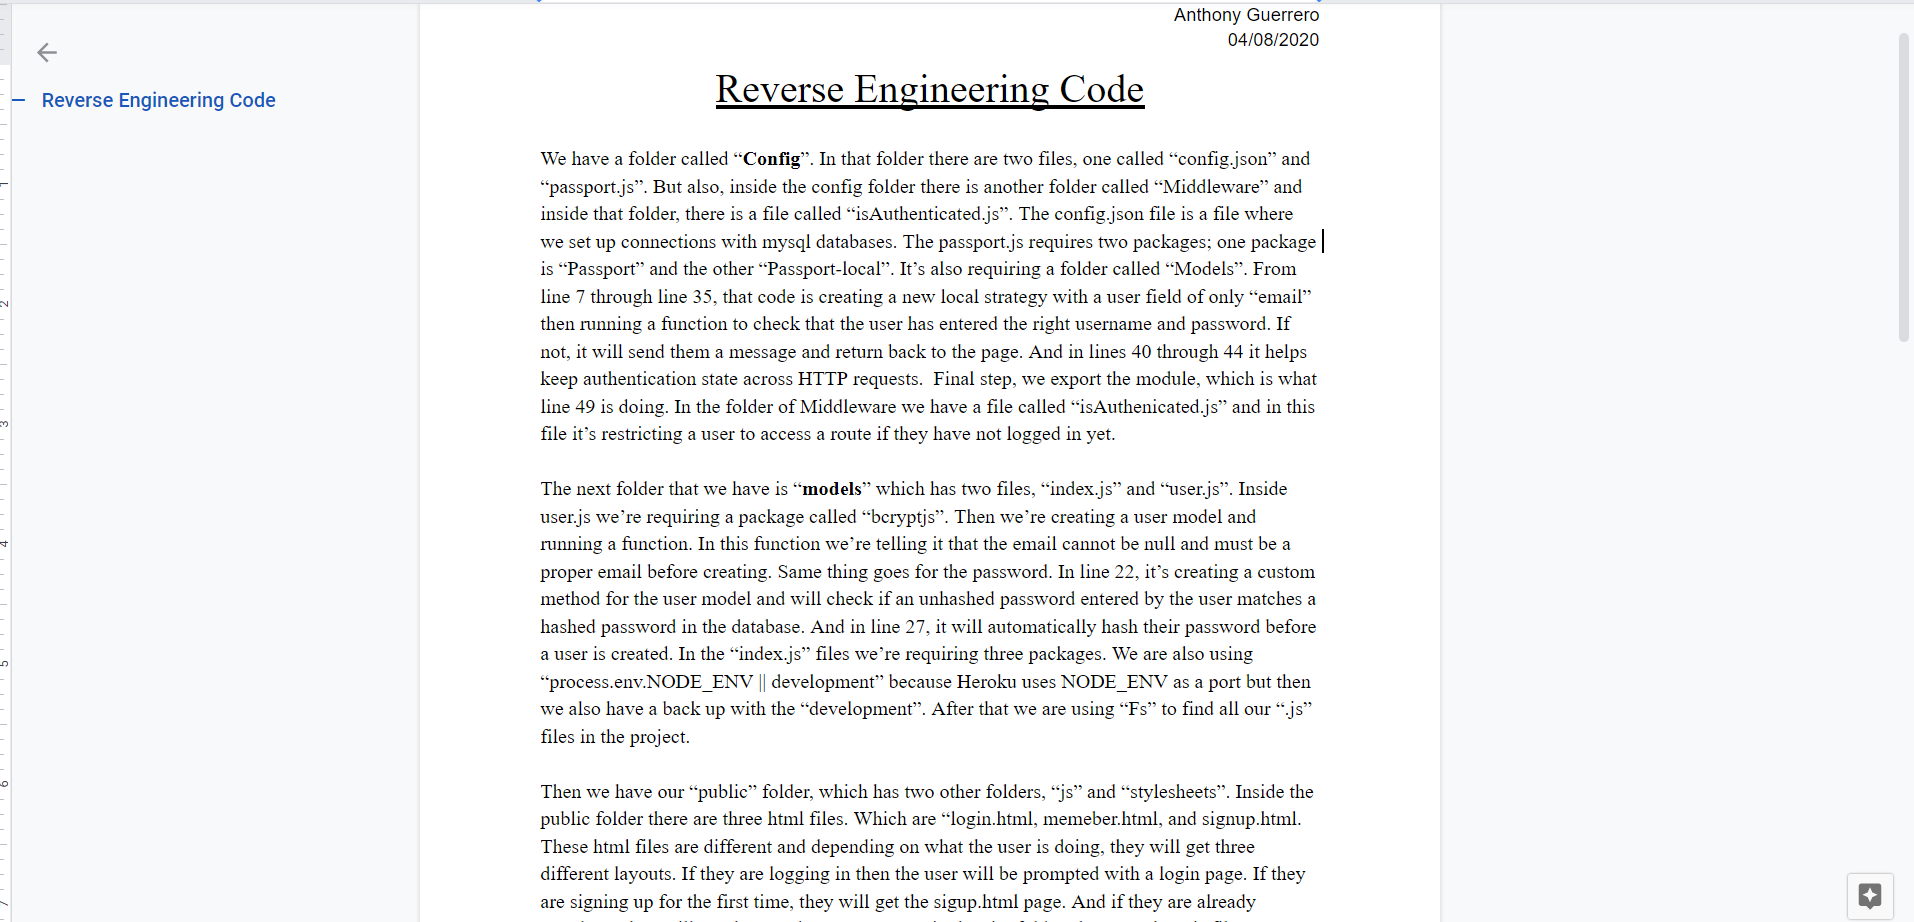 Anthony Guerrero
04/08/2020
Reverse Engineering Code
Reverse Engineering Code
We have a folder called “Config”. In that folder there are two files, one called “config.json” and
“passport.js”. But also, inside the config folder there is another folder called “Middleware” and
inside that folder, there is a file called “isAuthenticated.js”. The config.json file is a file where
we set up connections with mysql databases. The passport.js requires two packages; one package
is “Passport” and the other “Passport-local”. It’s also requiring a folder called “Models”. From
line 7 through line 35, that code is creating a new local strategy with a user field of only “email”
then running a function to check that the user has entered the right username and password. If
not, it will send them a message and return back to the page. And in lines 40 through 44 it helps
keep authentication state across HTTP requests.  Final step, we export the module, which is what
line 49 is doing. In the folder of Middleware we have a file called “isAuthenicated.js” and in this
file it’s restricting a user to access a route if they have not logged in yet.
The next folder that we have is “models” which has two files, “index.js” and “user.js”. Inside
user.js we’re requiring a package called “bcryptjs”. Then we’re creating a user model and
running a function. In this function we’re telling it that the email cannot be null and must be a
proper email before creating. Same thing goes for the password. In line 22, it’s creating a custom
method for the user model and will check if an unhashed password entered by the user matches a
hashed password in the database. And in line 27, it will automatically hash their password before
a user is created. In the “index.js” files we’re requiring three packages. We are also using
“process.env.NODE_ENV || development” because Heroku uses NODE_ENV as a port but then
we also have a back up with the “development”. After that we are using “Fs” to find all our “.js”
files in the project.
Then we have our “public” folder, which has two other folders, “js” and “stylesheets”. Inside the
public folder there are three html files. Which are “login.html, memeber.html, and signup.html.
These html files are different and depending on what the user is doing, they will get three
different layouts. If they are logging in then the user will be prompted with a login page. If they
are signing up for the first time, they will get the sigup.html page. And if they are already
1
2
3
4
5
6
7